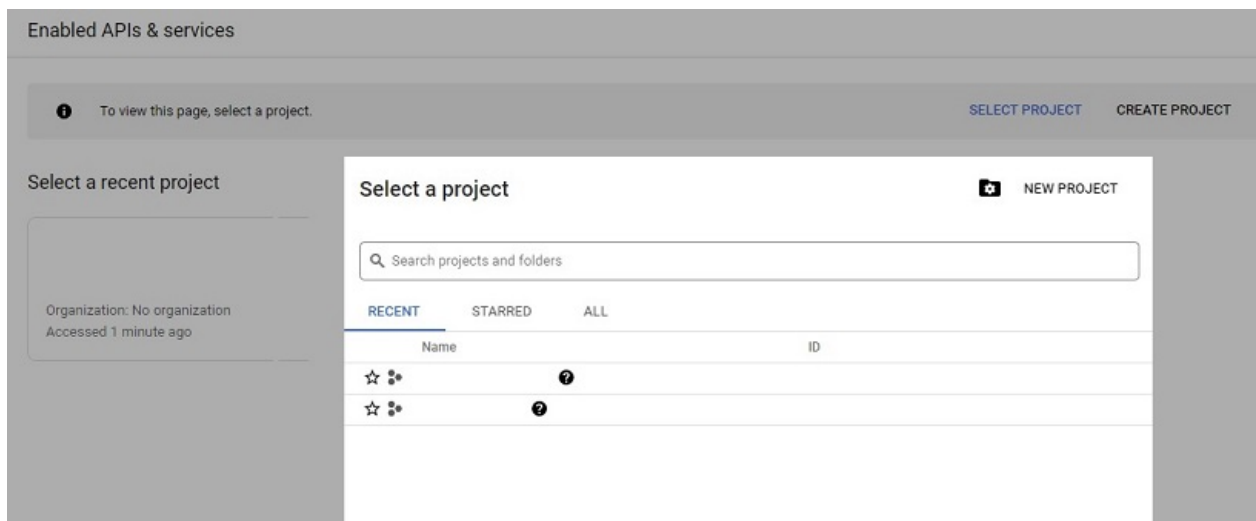 Enabled APIs & services
To view this page, select a project.
SELECT PROJECT
CREATE PROJECT
Select a recent project
Organization: No organization
Accessed 1 minute ago
Select a project
NEW PROJECT
Search projects and folders
RECENT
STARRED
ALL
Name
ID